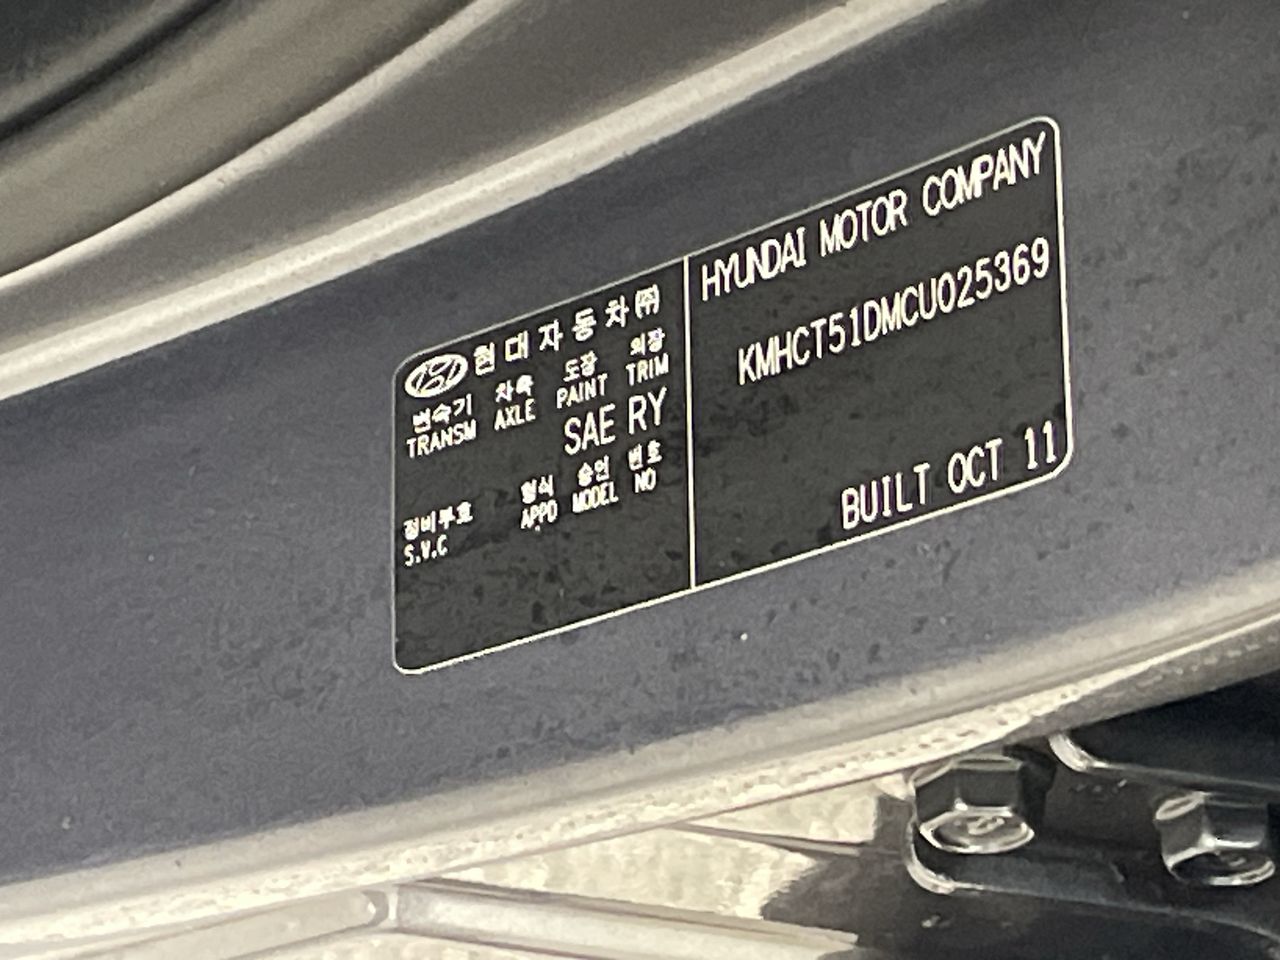 현대자동차㈜
변속기 차축 도장 외장
TRANSM AXLE PAINT TRIM
SAE RY
형식 승인 번호
정비부호 APPD MODEL NO
S.V.C
HYUNDAI MOTOR COMPANY
KMHCT51DMCU025369
BUILT OCT 11